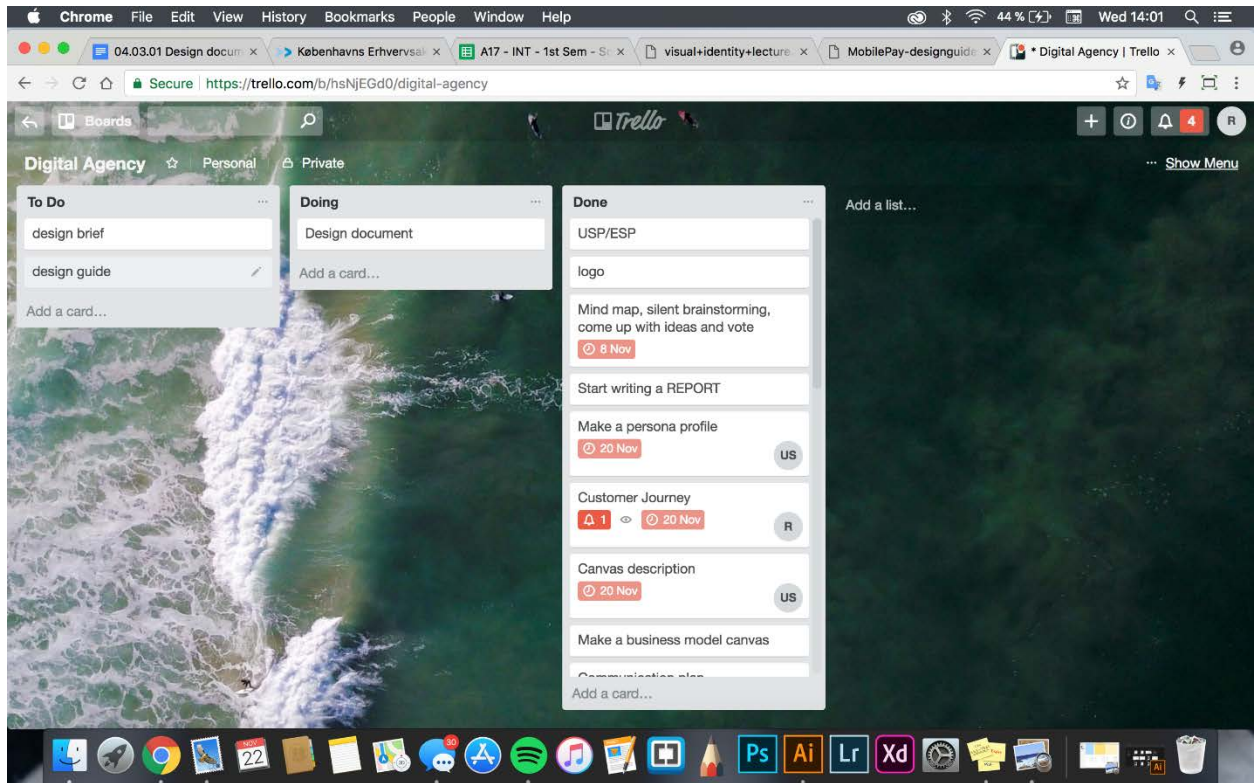 Chrome File Edit View History Bookmarks People Window Help 44 % Wed 14:01
04.03.01 Design docum Københavns Erhvervsak A17 - INT - 1st Sem - Sc visual+identity+lecture MobilePay-designguide * Digital Agency | Trello
Secure https://trello.com/b/hsNjEGd0/digital-agency
Boards Trello 4 R
Digital Agency Personal Private ... Show Menu
To Do ...
design brief
design guide
Add a card...
Doing ...
Design document
Add a card...
Done ...
USP/ESP
logo
Mind map, silent brainstorming,
come up with ideas and vote
8 Nov
Start writing a REPORT
Make a persona profile
20 Nov
US
Customer Journey
1 20 Nov
R
Canvas description
20 Nov
US
Make a business model canvas
Communication plan
Add a card...
Add a list...
NOV
22
30
Ps Ai Lr Xd
Ai